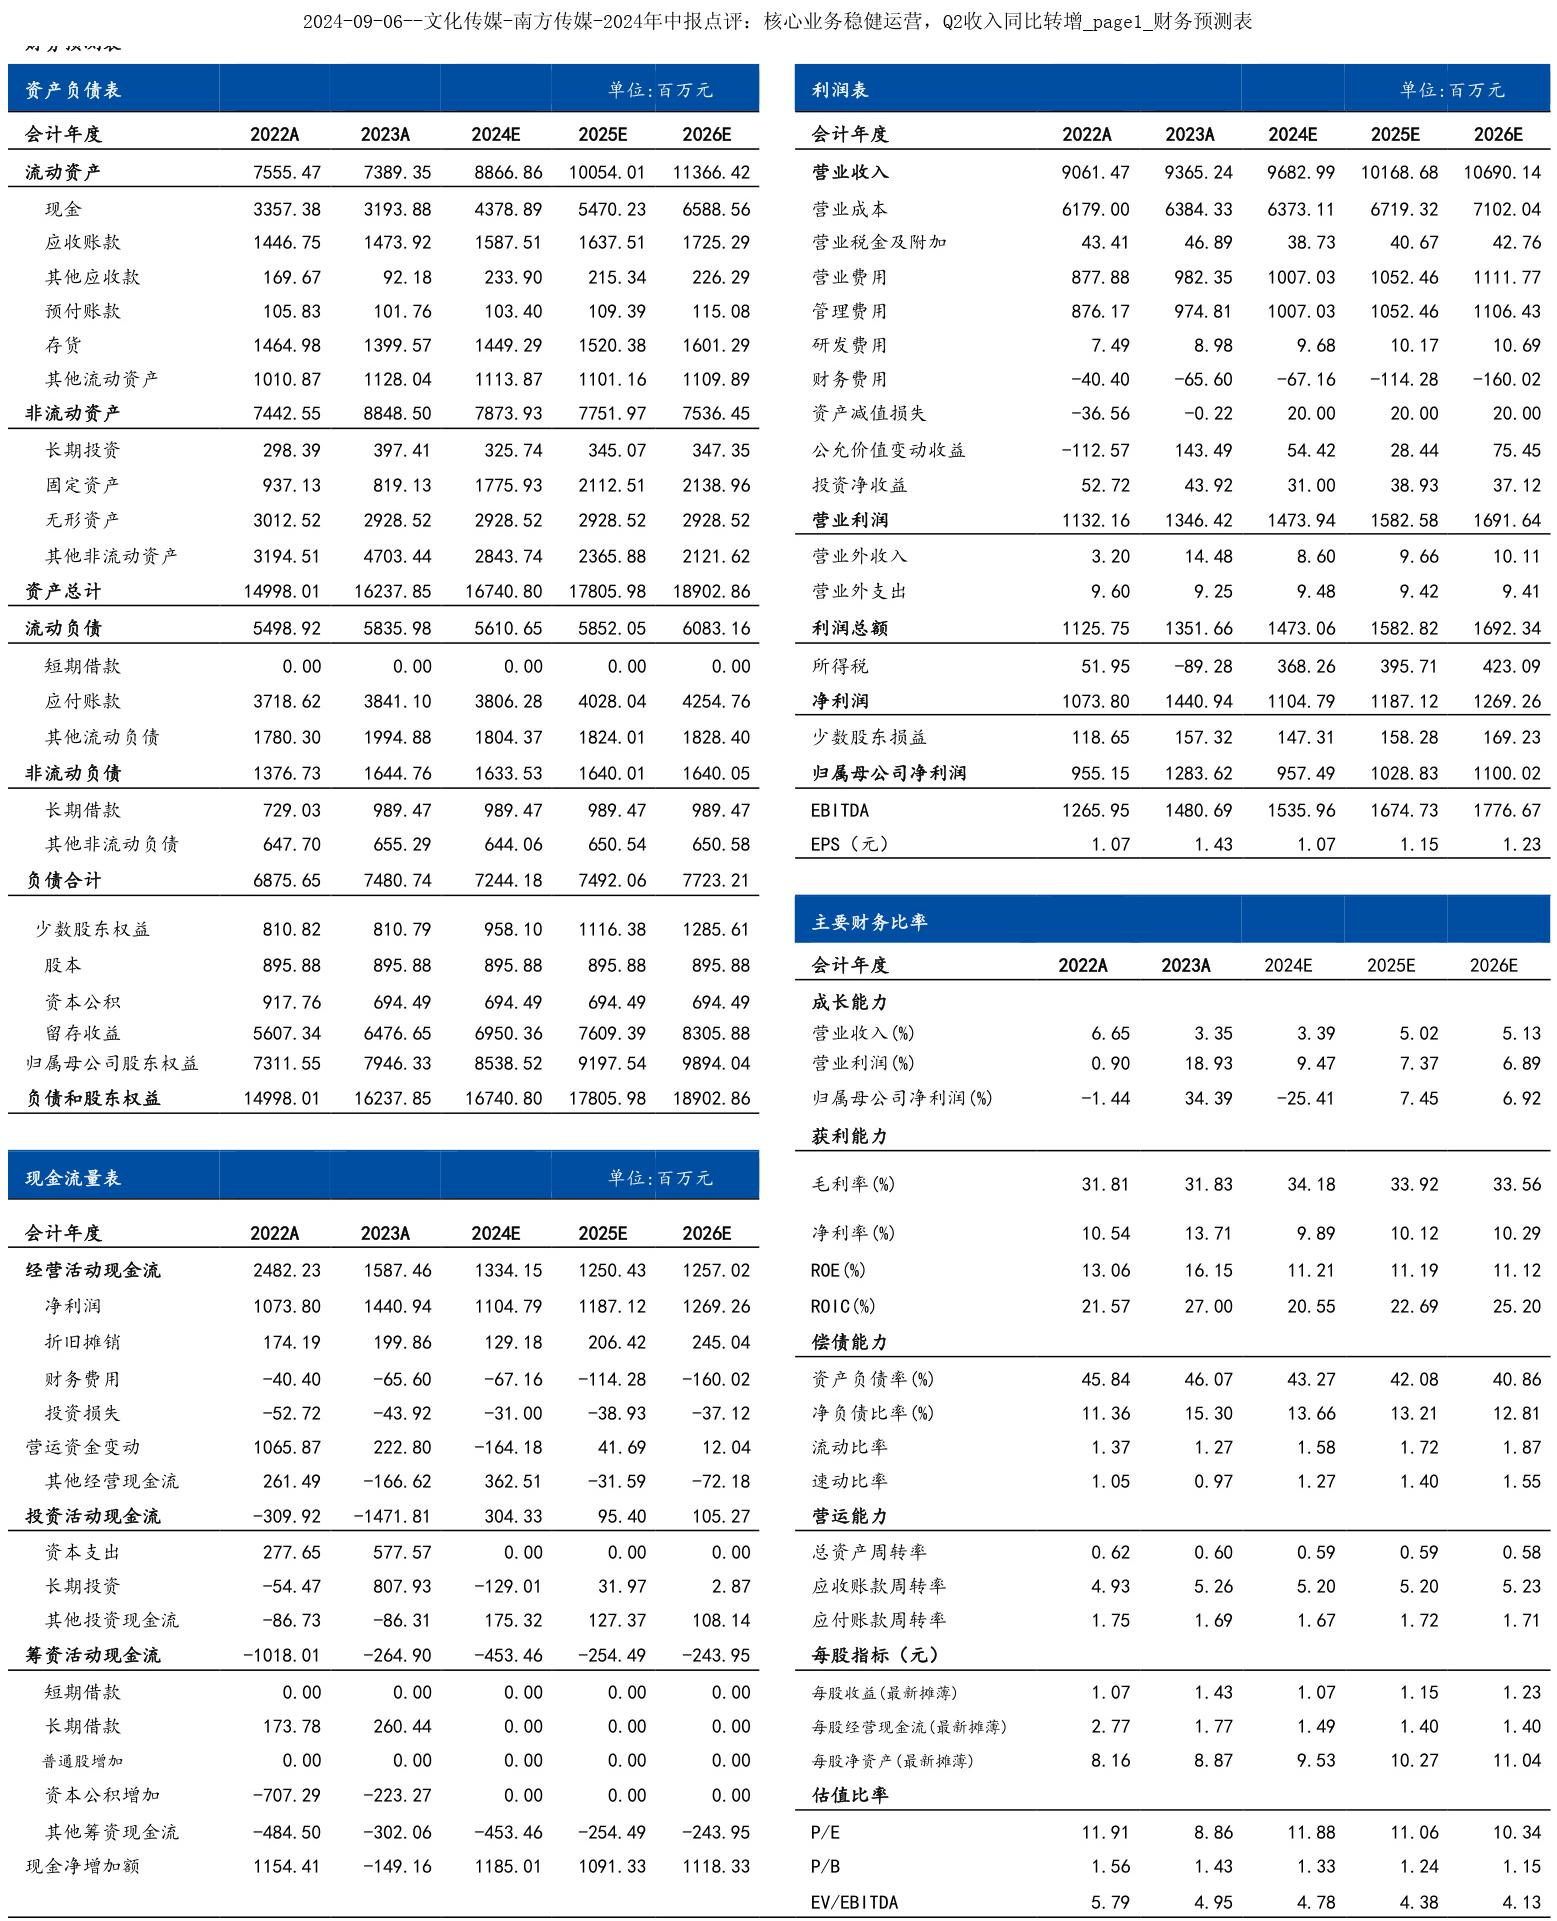 2024-09-06--文化传媒-南方传媒-2024年中报点评：核心业务稳健运营，Q2收入同比转增_page1_财务预测表
财务预测表
资产负债表 单位:百万元
会计年度 2022A 2023A 2024E 2025E 2026E
流动资产 7555.47 7389.35 8866.86 10054.01 11366.42
现金 3357.38 3193.88 4378.89 5470.23 6588.56
应收账款 1446.75 1473.92 1587.51 1637.51 1725.29
其他应收款 169.67 92.18 233.90 215.34 226.29
预付账款 105.83 101.76 103.40 109.39 115.08
存货 1464.98 1399.57 1449.29 1520.38 1601.29
其他流动资产 1010.87 1128.04 1113.87 1101.16 1109.89
非流动资产 7442.55 8848.50 7873.93 7751.97 7536.45
长期投资 298.39 397.41 325.74 345.07 347.35
固定资产 937.13 819.13 1775.93 2112.51 2138.96
无形资产 3012.52 2928.52 2928.52 2928.52 2928.52
其他非流动资产 3194.51 4703.44 2843.74 2365.88 2121.62
资产总计 14998.01 16237.85 16740.80 17805.98 18902.86
流动负债 5498.92 5835.98 5610.65 5852.05 6083.16
短期借款 0.00 0.00 0.00 0.00 0.00
应付账款 3718.62 3841.10 3806.28 4028.04 4254.76
其他流动负债 1780.30 1994.88 1804.37 1824.01 1828.40
非流动负债 1376.73 1644.76 1633.53 1640.01 1640.05
长期借款 729.03 989.47 989.47 989.47 989.47
其他非流动负债 647.70 655.29 644.06 650.54 650.58
负债合计 6875.65 7480.74 7244.18 7492.06 7723.21
少数股东权益 810.82 810.79 958.10 1116.38 1285.61
股本 895.88 895.88 895.88 895.88 895.88
资本公积 917.76 694.49 694.49 694.49 694.49
留存收益 5607.34 6476.65 6950.36 7609.39 8305.88
归属母公司股东权益 7311.55 7946.33 8538.52 9197.54 9894.04
负债和股东权益 14998.01 16237.85 16740.80 17805.98 18902.86
现金流量表 单位:百万元
会计年度 2022A 2023A 2024E 2025E 2026E
经营活动现金流 2482.23 1587.46 1334.15 1250.43 1257.02
净利润 1073.80 1440.94 1104.79 1187.12 1269.26
折旧摊销 174.19 199.86 129.18 206.42 245.04
财务费用 -40.40 -65.60 -67.16 -114.28 -160.02
投资损失 -52.72 -43.92 -31.00 -38.93 -37.12
营运资金变动 1065.87 222.80 -164.18 41.69 12.04
其他经营现金流 261.49 -166.62 362.51 -31.59 -72.18
投资活动现金流 -309.92 -1471.81 304.33 95.40 105.27
资本支出 277.65 577.57 0.00 0.00 0.00
长期投资 -54.47 807.93 -129.01 31.97 2.87
其他投资现金流 -86.73 -86.31 175.32 127.37 108.14
筹资活动现金流 -1018.01 -264.90 -453.46 -254.49 -243.95
短期借款 0.00 0.00 0.00 0.00 0.00
长期借款 173.78 260.44 0.00 0.00 0.00
普通股增加 0.00 0.00 0.00 0.00 0.00
资本公积增加 -707.29 -223.27 0.00 0.00 0.00
其他筹资现金流 -484.50 -302.06 -453.46 -254.49 -243.95
现金净增加额 1154.41 -149.16 1185.01 1091.33 1118.33
利润表 单位:百万元
会计年度 2022A 2023A 2024E 2025E 2026E
营业收入 9061.47 9365.24 9682.99 10168.68 10690.14
营业成本 6179.00 6384.33 6373.11 6719.32 7102.04
营业税金及附加 43.41 46.89 38.73 40.67 42.76
营业费用 877.88 982.35 1007.03 1052.46 1111.77
管理费用 876.17 974.81 1007.03 1052.46 1106.43
研发费用 7.49 8.98 9.68 10.17 10.69
财务费用 -40.40 -65.60 -67.16 -114.28 -160.02
资产减值损失 -36.56 -0.22 20.00 20.00 20.00
公允价值变动收益 -112.57 143.49 54.42 28.44 75.45
投资净收益 52.72 43.92 31.00 38.93 37.12
营业利润 1132.16 1346.42 1473.94 1582.58 1691.64
营业外收入 3.20 14.48 8.60 9.66 10.11
营业外支出 9.60 9.25 9.48 9.42 9.41
利润总额 1125.75 1351.66 1473.06 1582.82 1692.34
所得税 51.95 -89.28 368.26 395.71 423.09
净利润 1073.80 1440.94 1104.79 1187.12 1269.26
少数股东损益 118.65 157.32 147.31 158.28 169.23
归属母公司净利润 955.15 1283.62 957.49 1028.83 1100.02
EBITDA 1265.95 1480.69 1535.96 1674.73 1776.67
EPS（元） 1.07 1.43 1.07 1.15 1.23
主要财务比率
会计年度 2022A 2023A 2024E 2025E 2026E
成长能力
营业收入(%) 6.65 3.35 3.39 5.02 5.13
营业利润(%) 0.90 18.93 9.47 7.37 6.89
归属母公司净利润(%) -1.44 34.39 -25.41 7.45 6.92
获利能力
毛利率(%) 31.81 31.83 34.18 33.92 33.56
净利率(%) 10.54 13.71 9.89 10.12 10.29
ROE(%) 13.06 16.15 11.21 11.19 11.12
ROIC(%) 21.57 27.00 20.55 22.69 25.20
偿债能力
资产负债率(%) 45.84 46.07 43.27 42.08 40.86
净负债比率(%) 11.36 15.30 13.66 13.21 12.81
流动比率 1.37 1.27 1.58 1.72 1.87
速动比率 1.05 0.97 1.27 1.40 1.55
营运能力
总资产周转率 0.62 0.60 0.59 0.59 0.58
应收账款周转率 4.93 5.26 5.20 5.20 5.23
应付账款周转率 1.75 1.69 1.67 1.72 1.71
每股指标（元）
每股收益(最新摊薄) 1.07 1.43 1.07 1.15 1.23
每股经营现金流(最新摊薄) 2.77 1.77 1.49 1.40 1.40
每股净资产(最新摊薄) 8.16 8.87 9.53 10.27 11.04
估值比率
P/E 11.91 8.86 11.88 11.06 10.34
P/B 1.56 1.43 1.33 1.24 1.15
EV/EBITDA 5.79 4.95 4.78 4.38 4.13